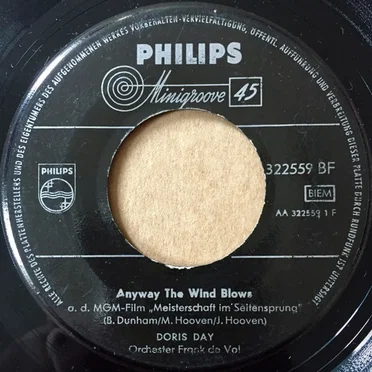 ALLE RECHTE DES PLATTENHERSTELLERS UND DES EIGENTUMERS DES AUFGENOMMENEN WERKES VORBEHALTEN-VERVIELFÄLTIGUNG, ÖFFENTL. AUFFÜHRUNG UND VERBREITUNG DIESER PLATTE DURCH RUNDFUNK IST UNTERSAGT
PHILIPS
Minigroove 45
PHILIPS
322559 BF
BIEM
AA 322559 1 F
Anyway The Wind Blows
a. d. MGM-Film „Meisterschaft im Seitensprung"
(B. Dunham/M. Hooven/J. Hooven)
DORIS DAY
Orchester Frank de Vol